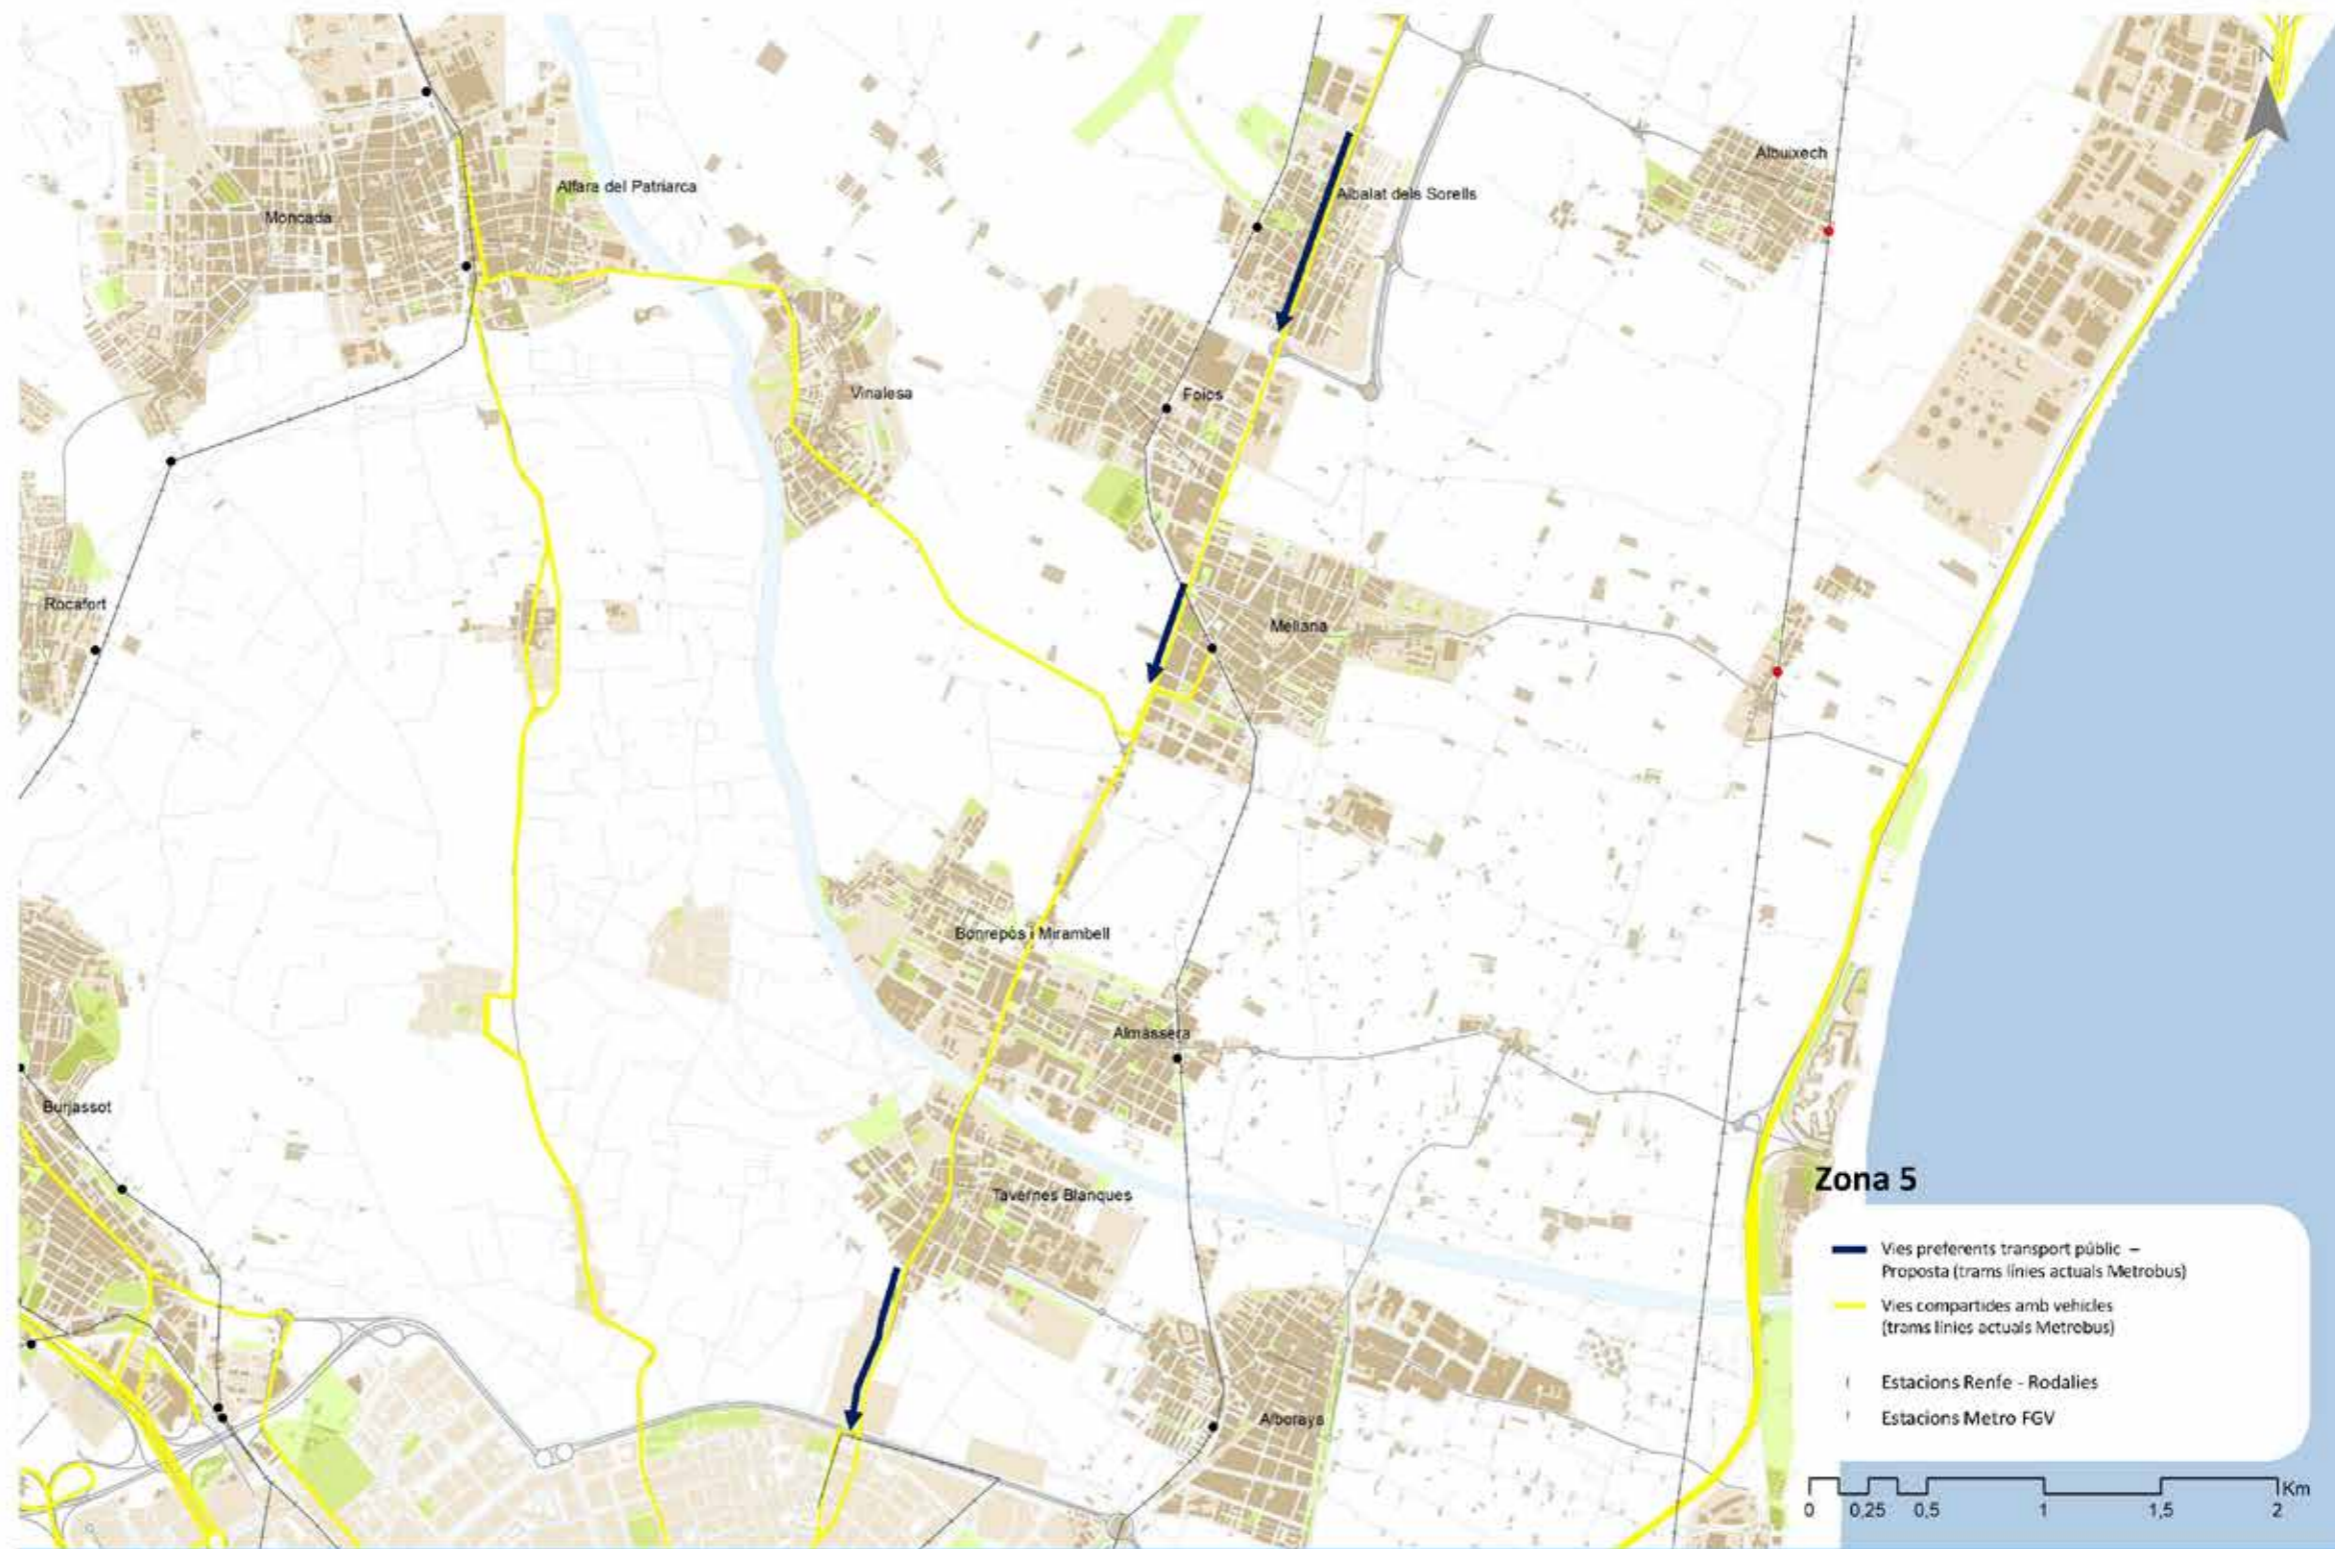 N
Albuixech
Alfara del Patriarca
Albalat dels Sorells
Moncada
Vinalesa
Foios
Rocafort
Meliana
Bonrepòs i Mirambell
Almàssera
Burjassot
Tavernes Blanques
Alboraya
Zona 5
Vies preferents transport públic –
Proposta (trams línies actuals Metrobus)
Vies compartides amb vehicles
(trams línies actuals Metrobus)
Estacions Renfe - Rodalies
Estacions Metro FGV
Km
0 0,25 0,5 1 1,5 2